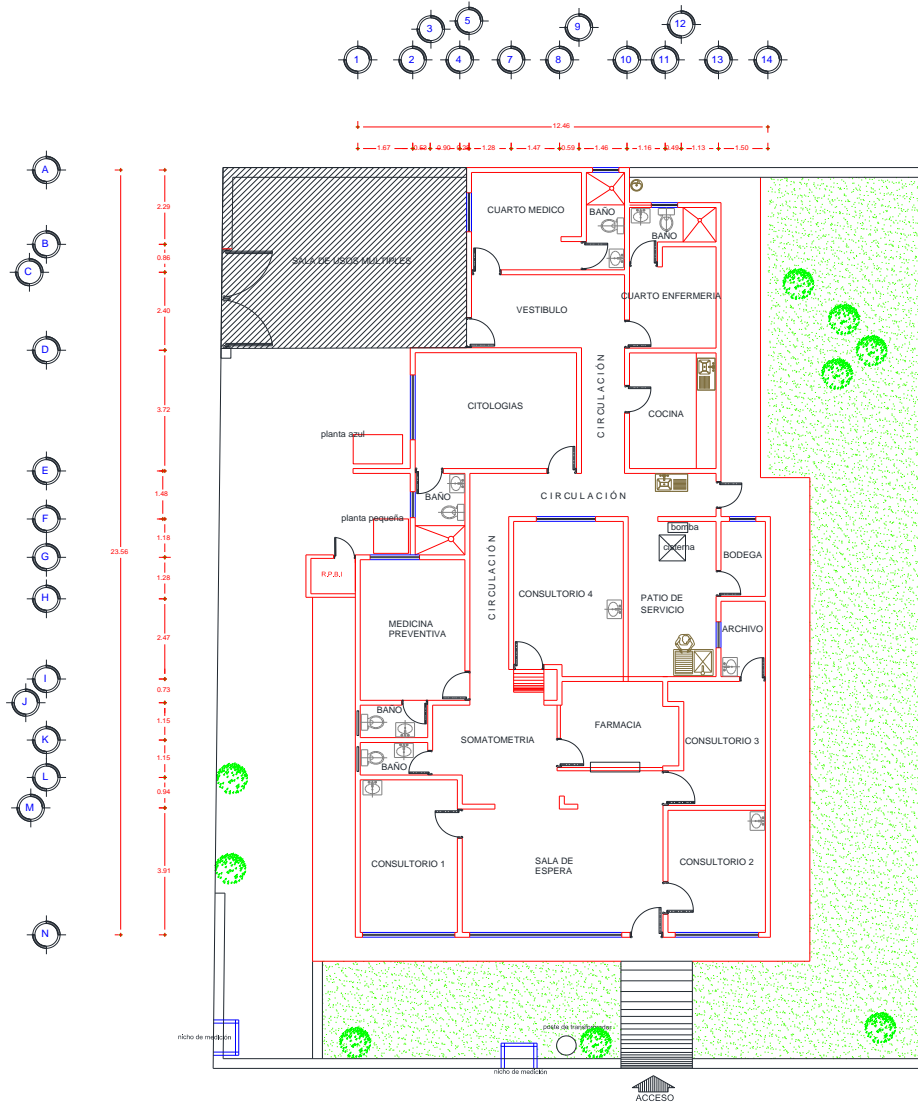 5
3
9
12
1
2
4
7
8
10
11
13
14
12.46
1.67
0.53
0.90
1.28
1.47
0.59
1.46
1.16
0.49
1.13
1.50
A
B
C
D
E
F
G
H
I
J
K
L
M
N
23.56
2.29
0.86
2.40
3.72
1.48
1.18
1.28
2.47
0.73
1.15
1.15
0.94
3.91
CUARTO MEDICO
BAÑO
BAÑO
SALA DE USOS MULTIPLES
VESTIBULO
CUARTO ENFERMERIA
CIRCULACIÓN
CITOLOGIAS
COCINA
planta azul
BAÑO
CIRCULACIÓN
planta pequeña
bomba
cisterna
BODEGA
R.P.B.I
CIRCULACIÓN
CONSULTORIO 4
PATIO DE
SERVICIO
MEDICINA
PREVENTIVA
ARCHIVO
BAÑO
SOMATOMETRIA
FARMACIA
CONSULTORIO 3
BAÑO
CONSULTORIO 1
SALA DE
ESPERA
CONSULTORIO 2
nicho de medición
poste de transformador
nicho de medición
ACCESO